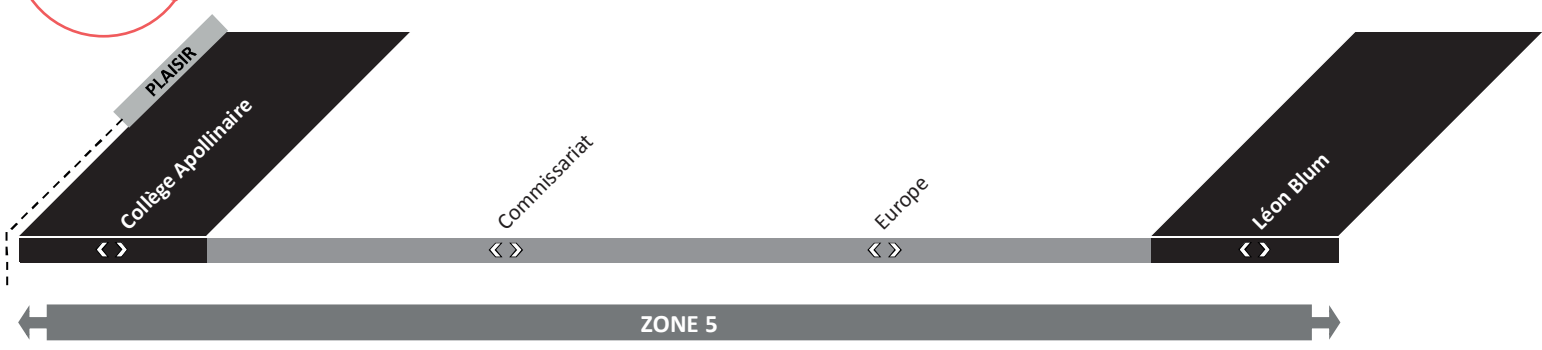 PLAISIR
Collège Apollinaire
Commissariat
Europe
Léon Blum
ZONE 5